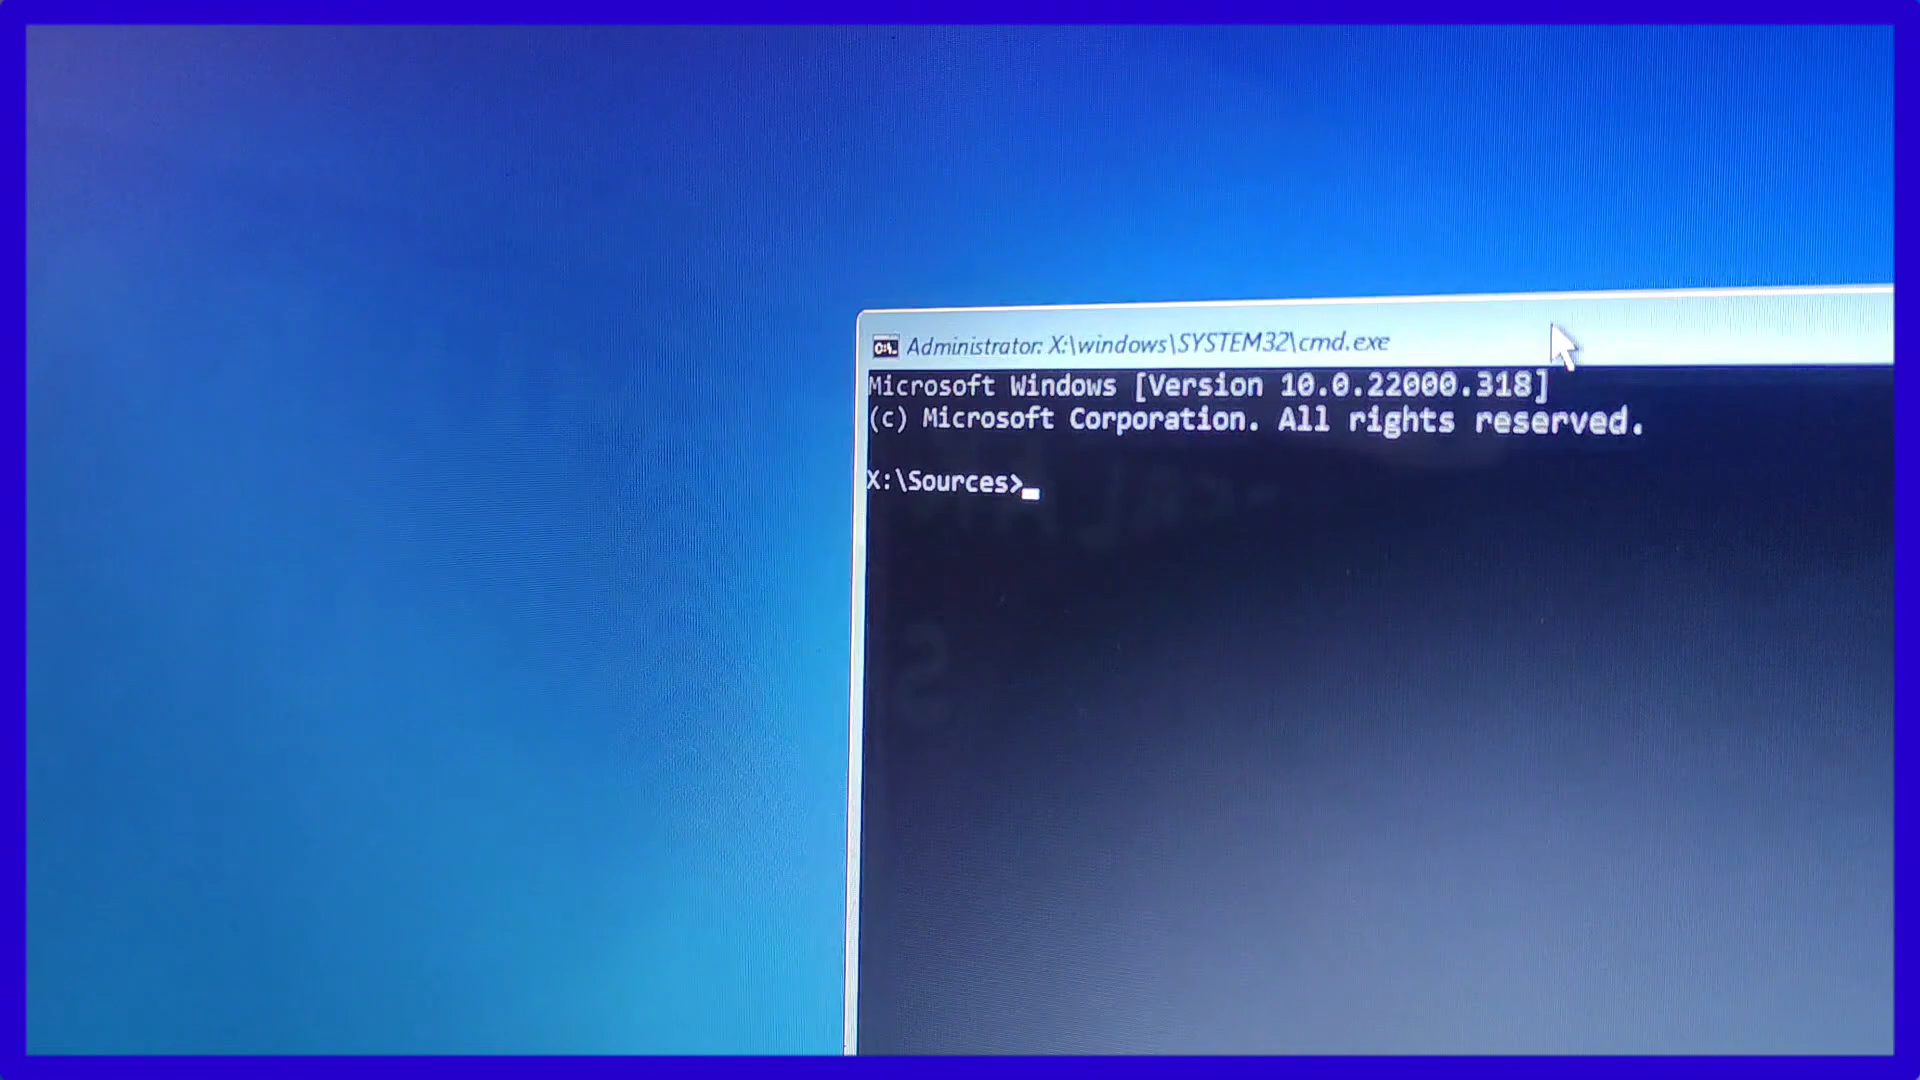 Administrator: X:\windows\SYSTEM32\cmd.exe
Microsoft Windows [Version 10.0.22000.318]
(c) Microsoft Corporation. All rights reserved.
X:\Sources>